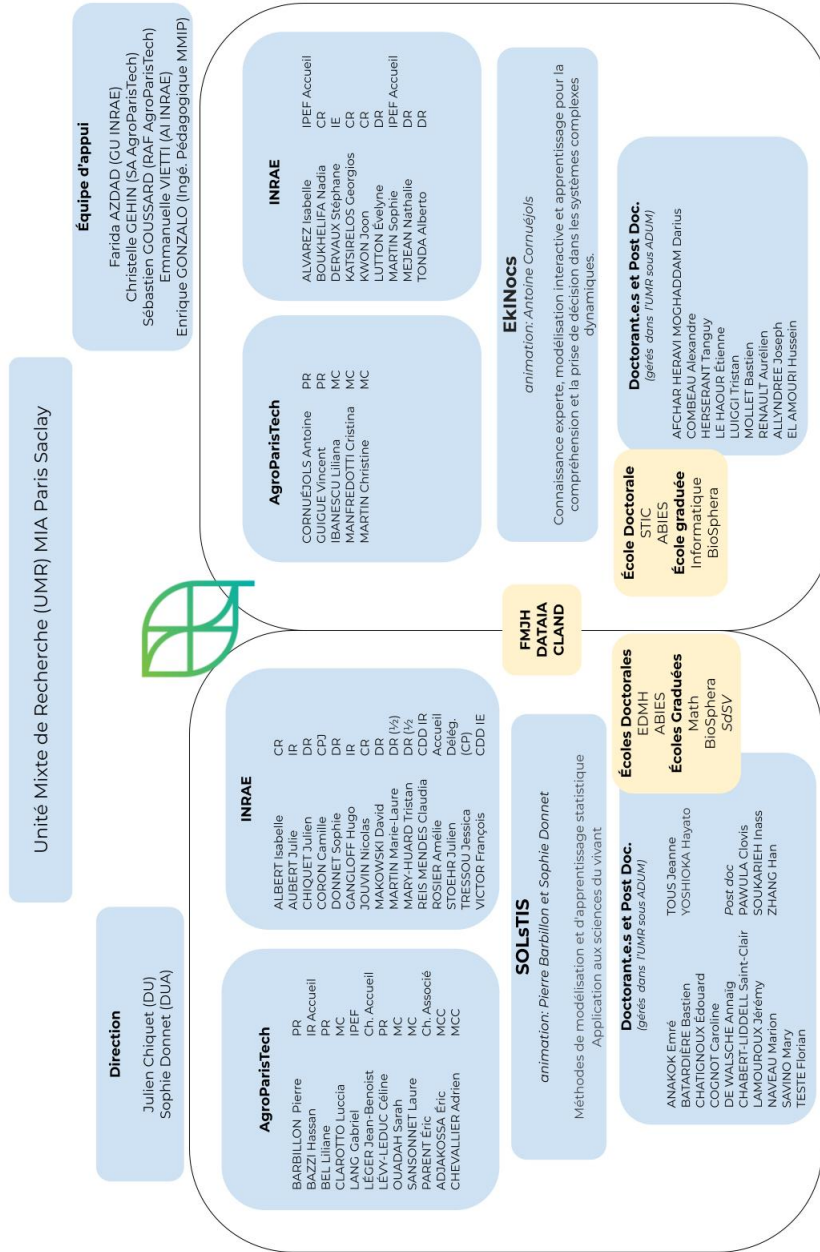 Unité Mixte de Recherche (UMR) MIA Paris Saclay
Direction
Julien Chiquet (DU)
Sophie Donnet (DUA)
Équipe d'appui
Farida AZDAD (GU INRAE)
Christelle GEHIN (SA AgroParisTech)
Sébastien GOUSSARD (RAF AgroParisTech)
Emmanuelle VIETTI (AI INRAE)
Enrique GONZALO (Ingé. Pédagogique MMIP)
AgroParisTech
BARBILLON Pierre PR
BAZZI Hassan IR Accueil
BEL Liliane PR
CLAROTTO Luccia MC
LANG Gabriel IPEF
LÉGER Jean-Benoist Ch. Accueil
LÉVY-LEDUC Céline PR
OUADAH Sarah MC
SANSONNET Laure MC
PARENT Éric Ch. Associé
ADJAKOSSA Éric MCC
CHEVALLIER Adrien MCC
INRAE
ALBERT Isabelle CR
AUBERT Julie IR
CHIQUET Julien DR
CORON Camille CPJ
DONNET Sophie DR
GANGLOFF Hugo IR
JOUVIN Nicolas CR
MAKOWSKI David DR
MARTIN Marie-Laure DR (½)
MARY-HUARD Tristan DR (½
REIS MENDES Claudia CDD IR
ROSIER Amélie Accueil
STOEHR Julien Délég.
TRESSOU Jessica (CP)
VICTOR François CDD IE
SOLsTIS
animation: Pierre Barbillon et Sophie Donnet
Méthodes de modélisation et d'apprentissage statistique
Application aux sciences du vivant
Doctorant.e.s et Post Doc.
(gérés dans l'UMR sous ADUM)
ANAKOK Emré
BATARDIÈRE Bastien
CHATIGNOUX Édouard
COGNOT Caroline
DE WALSCHE Annaïg
CHABERT-LIDDELL Saint-Clair
LAMOUROUX Jérémy
NAVEAU Marion
SAVINO Mary
TESTE Florian
TOUS Jeanne
YOSHIOKA Hayato
Post doc
PAWULA Clovis
SOUKARIEH Inass
ZHANG Han
Écoles Doctorales
EDMH
ABIES
Écoles Graduées
Math
BioSphera
SdSV
FMJH
DATAIA
CLAND
AgroParisTech
CORNUÉJOLS Antoine PR
GUIGUE Vincent PR
IBANESCU Liliana MC
MANFREDOTTI Cristina MC
MARTIN Christine MC
INRAE
ALVAREZ Isabelle IPEF Accueil
BOUKHELIFA Nadia CR
DERVAUX Stéphane IE
KATSIRELOS Georgios CR
KWON Joon CR
LUTTON Évelyne DR
MARTIN Sophie IPEF Accueil
MEJEAN Nathalie DR
TONDA Alberto DR
EkINocs
animation: Antoine Cornuéjols
Connaissance experte, modélisation interactive et apprentissage pour la
compréhension et la prise de décision dans les systèmes complexes
dynamiques.
École Doctorale
STIC
ABIES
École graduée
Informatique
BioSphera
Doctorant.e.s et Post Doc.
(gérés dans l'UMR sous ADUM)
AFCHAR HERAVI MOGHADDAM Darius
COMBEAU Alexandre
HERSERANT Tanguy
LE HAOUR Étienne
LUIGGI Tristan
MOLLET Bastien
RENAULT Aurélien
ALLYNDREE Joseph
EL AMOURI Hussein